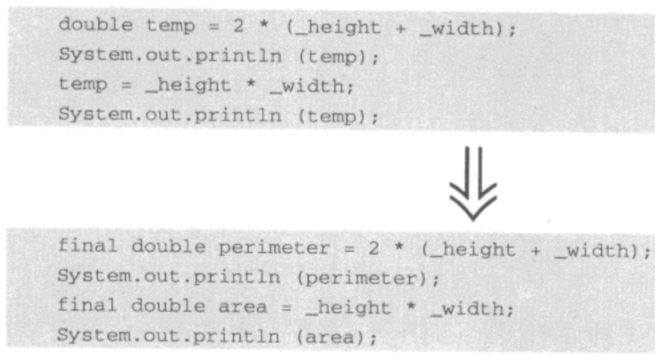 double temp = 2 * (_height + _width);
System.out.println (temp);
temp = _height * _width;
System.out.println (temp);
final double perimeter = 2 * (_height + _width);
System.out.println (perimeter);
final double area = _height * _width;
System.out.println (area);